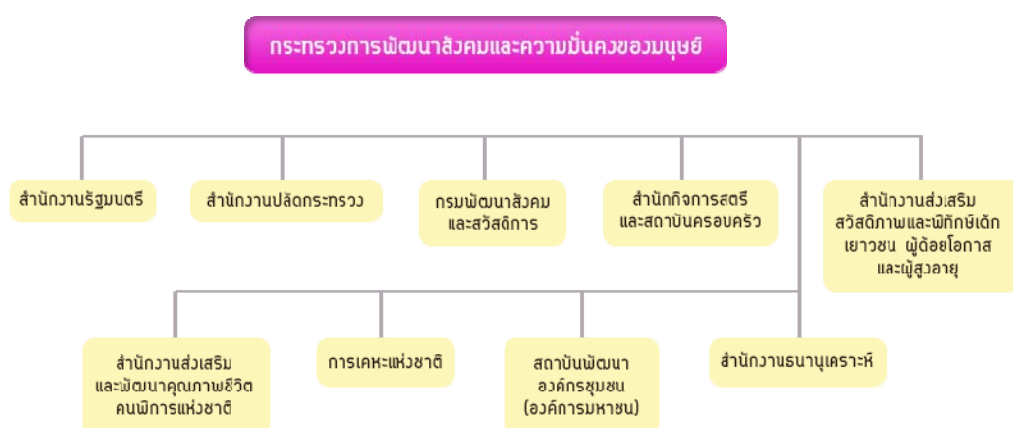 กระทรวงการพัฒนาสังคมและความมั่นคงของมนุษย์
สำนักงานรัฐมนตรี
สำนักงานปลัดกระทรวง
กรมพัฒนาสังคม
และสวัสดิการ
สำนักกิจการสตรี
และสถาบันครอบครัว
สำนักงานส่งเสริม
สวัสดิภาพและพิทักษ์เด็ก
เยาวชน ผู้ด้อยโอกาส
และผู้สูงอายุ
สำนักงานส่งเสริม
และพัฒนาคุณภาพชีวิต
คนพิการแห่งชาติ
การเคหะแห่งชาติ
สถาบันพัฒนา
องค์กรชุมชน
(องค์การมหาชน)
สำนักงานธนานุเคราะห์